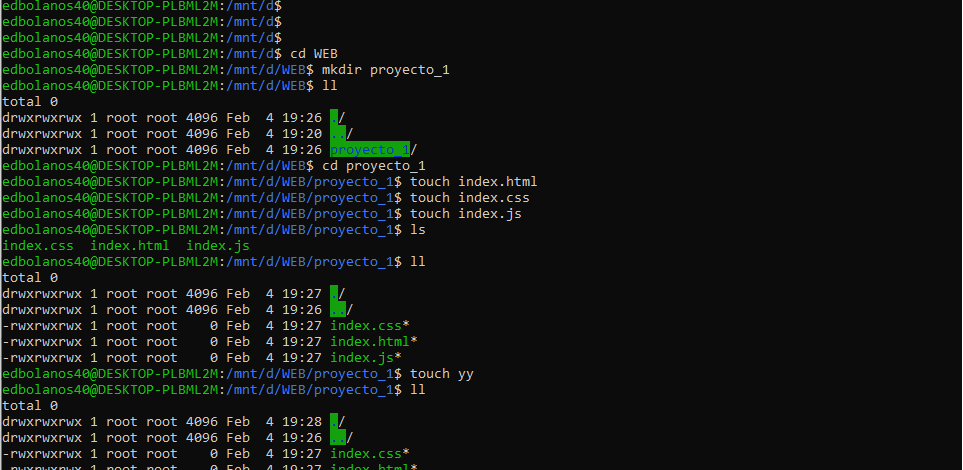 edbolanos40@DESKTOP-PLBML2M:/mnt/d$
edbolanos40@DESKTOP-PLBML2M:/mnt/d$
edbolanos40@DESKTOP-PLBML2M:/mnt/d$
edbolanos40@DESKTOP-PLBML2M:/mnt/d$ cd WEB
edbolanos40@DESKTOP-PLBML2M:/mnt/d/WEB$ mkdir proyecto_1
edbolanos40@DESKTOP-PLBML2M:/mnt/d/WEB$ ll
total 0
drwxrwxrwx 1 root root 4096 Feb  4 19:26 ./
drwxrwxrwx 1 root root 4096 Feb  4 19:20 ../
drwxrwxrwx 1 root root 4096 Feb  4 19:26 proyecto_1/
edbolanos40@DESKTOP-PLBML2M:/mnt/d/WEB$ cd proyecto_1
edbolanos40@DESKTOP-PLBML2M:/mnt/d/WEB/proyecto_1$ touch index.html
edbolanos40@DESKTOP-PLBML2M:/mnt/d/WEB/proyecto_1$ touch index.css
edbolanos40@DESKTOP-PLBML2M:/mnt/d/WEB/proyecto_1$ touch index.js
edbolanos40@DESKTOP-PLBML2M:/mnt/d/WEB/proyecto_1$ ls
index.css  index.html  index.js
edbolanos40@DESKTOP-PLBML2M:/mnt/d/WEB/proyecto_1$ ll
total 0
drwxrwxrwx 1 root root 4096 Feb  4 19:27 ./
drwxrwxrwx 1 root root 4096 Feb  4 19:26 ../
-rwxrwxrwx 1 root root    0 Feb  4 19:27 index.css*
-rwxrwxrwx 1 root root    0 Feb  4 19:27 index.html*
-rwxrwxrwx 1 root root    0 Feb  4 19:27 index.js*
edbolanos40@DESKTOP-PLBML2M:/mnt/d/WEB/proyecto_1$ touch yy
edbolanos40@DESKTOP-PLBML2M:/mnt/d/WEB/proyecto_1$ ll
total 0
drwxrwxrwx 1 root root 4096 Feb  4 19:28 ./
drwxrwxrwx 1 root root 4096 Feb  4 19:26 ../
-rwxrwxrwx 1 root root    0 Feb  4 19:27 index.css*
-rwxrwxrwx 1 root root    0 Feb  4 19:27 index.html*